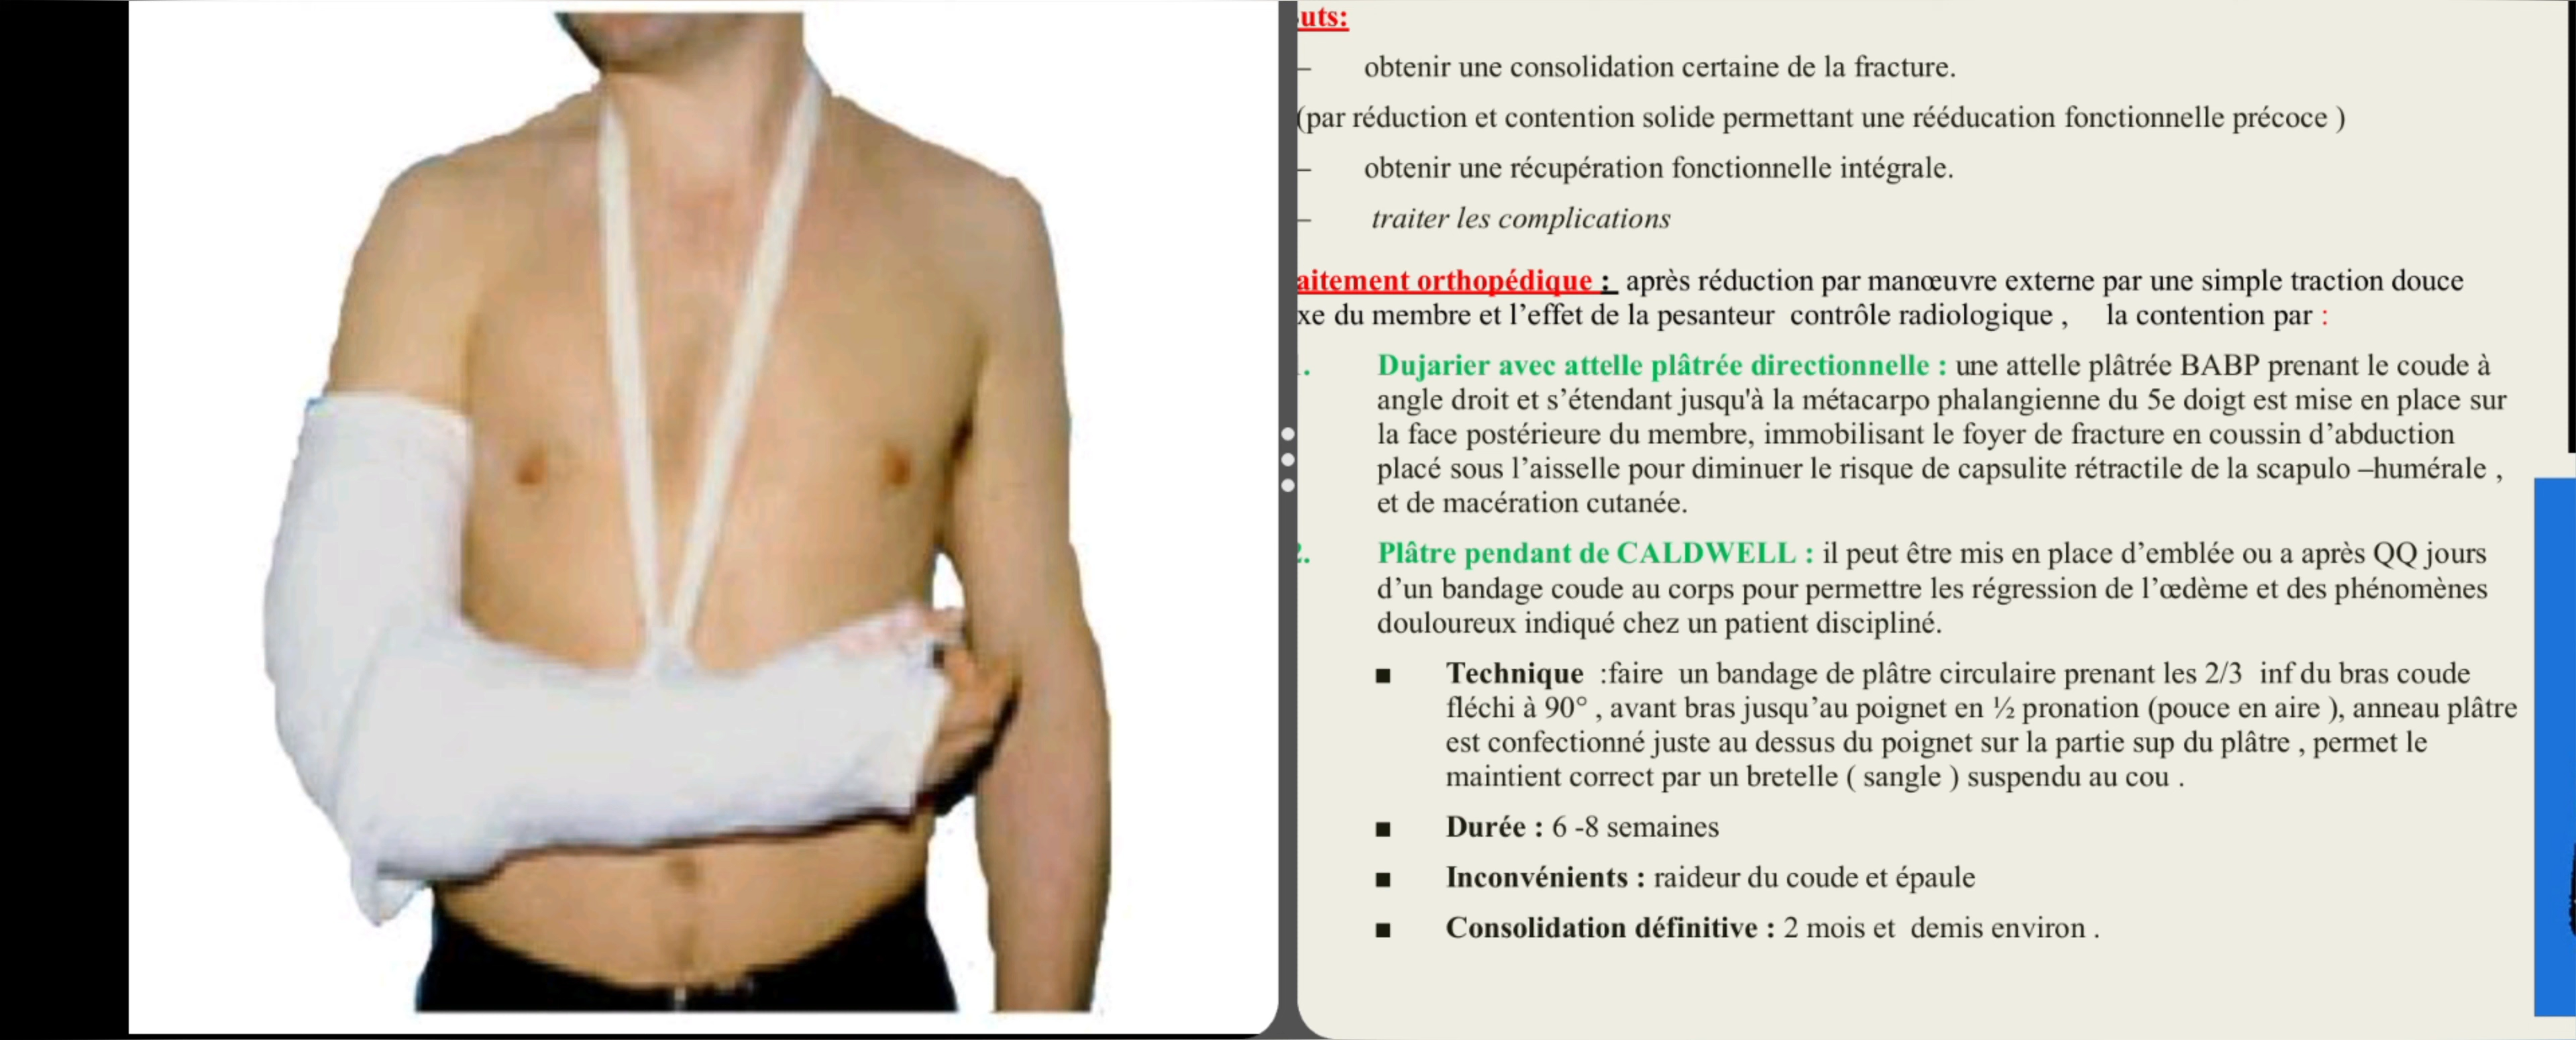 uts:
– obtenir une consolidation certaine de la fracture.
(par réduction et contention solide permettant une rééducation fonctionnelle précoce )
– obtenir une récupération fonctionnelle intégrale.
– traiter les complications
aitement orthopédique : après réduction par manœuvre externe par une simple traction douce
xe du membre et l’effet de la pesanteur contrôle radiologique , la contention par :
. Dujarier avec attelle plâtrée directionnelle : une attelle plâtrée BABP prenant le coude à
angle droit et s’étendant jusqu'à la métacarpo phalangienne du 5e doigt est mise en place sur
la face postérieure du membre, immobilisant le foyer de fracture en coussin d’abduction
placé sous l’aisselle pour diminuer le risque de capsulite rétractile de la scapulo –humérale ,
et de macération cutanée.
2. Plâtre pendant de CALDWELL : il peut être mis en place d’emblée ou a après QQ jours
d’un bandage coude au corps pour permettre les régression de l’œdème et des phénomènes
douloureux indiqué chez un patient discipliné.
■ Technique :faire un bandage de plâtre circulaire prenant les 2/3 inf du bras coude
fléchi à 90° , avant bras jusqu’au poignet en ½ pronation (pouce en aire ), anneau plâtre
est confectionné juste au dessus du poignet sur la partie sup du plâtre , permet le
maintient correct par un bretelle ( sangle ) suspendu au cou .
■ Durée : 6 -8 semaines
■ Inconvénients : raideur du coude et épaule
■ Consolidation définitive : 2 mois et demis environ .